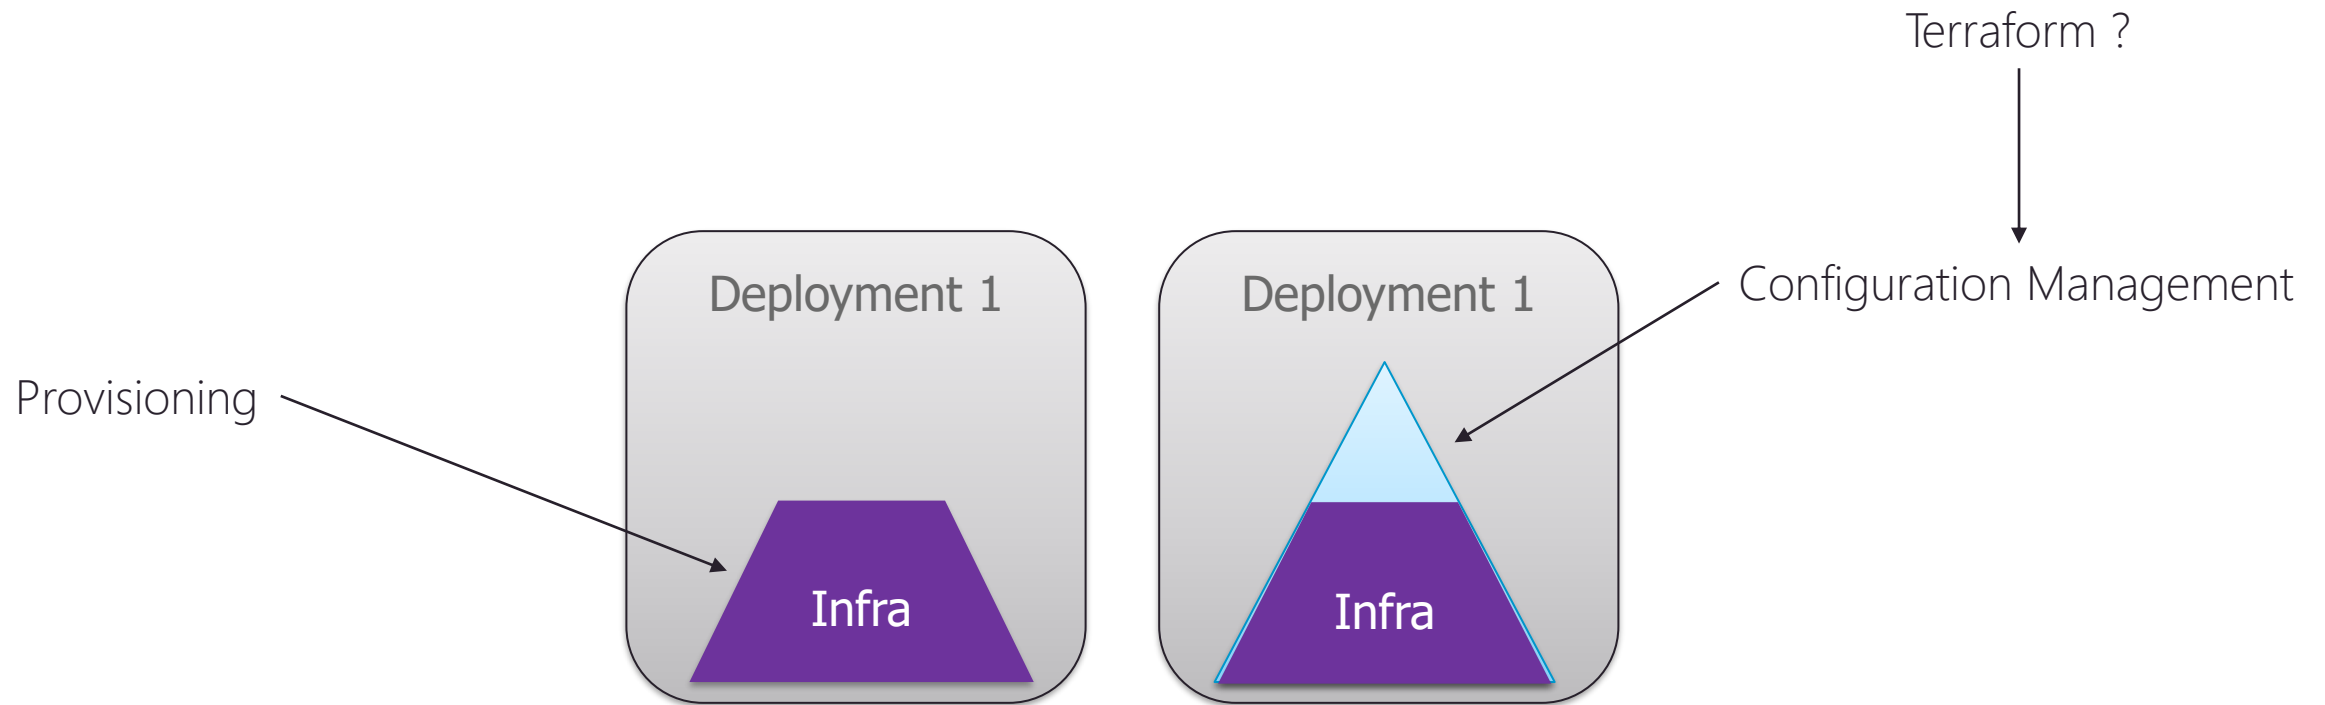 Terraform ?
Deployment 1
Deployment 1
Configuration Management
Provisioning
Infra
Infra